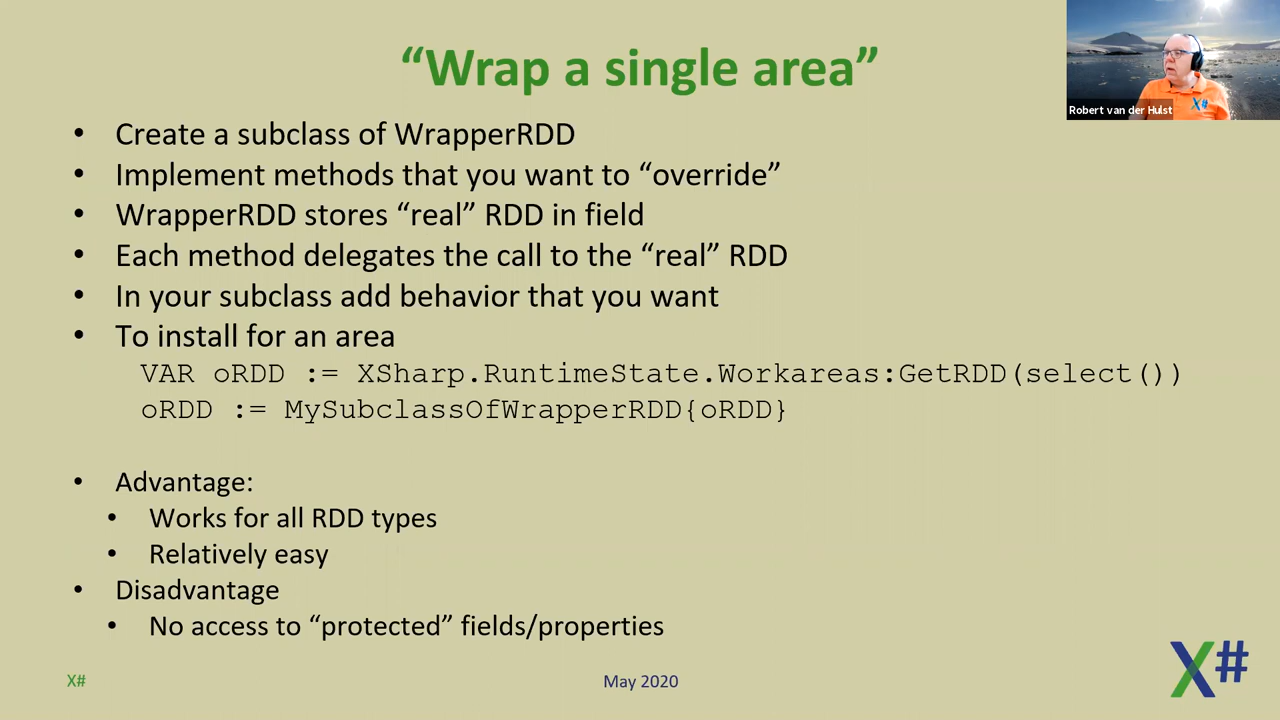 “Wrap a single area”
X#
Robert van der Hulst
• Create a subclass of WrapperRDD
• Implement methods that you want to “override”
• WrapperRDD stores “real” RDD in field
• Each method delegates the call to the “real” RDD
• In your subclass add behavior that you want
• To install for an area
VAR oRDD := XSharp.RuntimeState.Workareas:GetRDD(select())
oRDD := MySubclassOfWrapperRDD{oRDD}
• Advantage:
• Works for all RDD types
• Relatively easy
• Disadvantage
• No access to “protected” fields/properties
X#
May 2020
X#